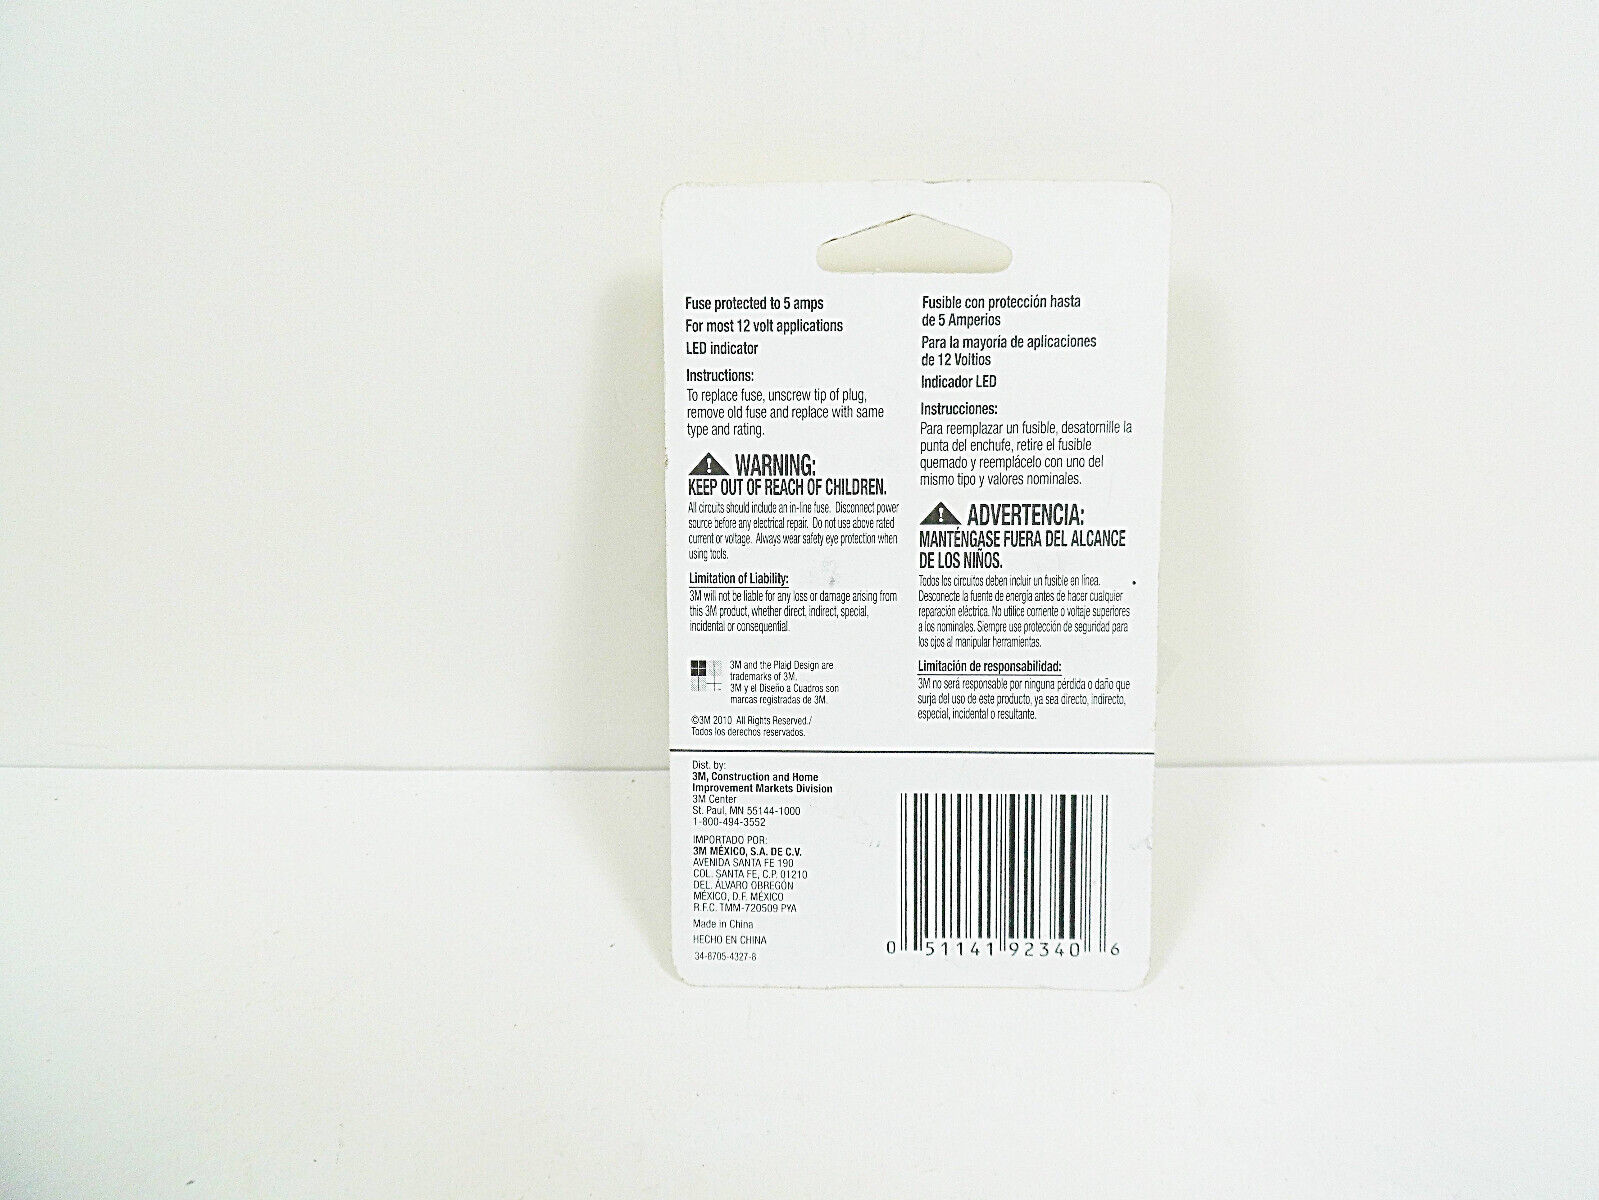 Fuse protected to 5 amps
For most 12 volt applications
LED indicator
Instructions:
To replace fuse, unscrew tip of plug,
remove old fuse and replace with same
type and rating.
WARNING:
KEEP OUT OF REACH OF CHILDREN.
All circuits should include an in-line fuse. Disconnect power
source before any electrical repair. Do not use above rated
current or voltage. Always wear safety eye protection when
using tools.
Limitation of Liability:
3M will not be liable for any loss or damage arising from
this 3M product, whether direct, indirect, special,
incidental or consequential.
3M and the Plaid Design are
trademarks of 3M.
3M y el Diseño a Cuadros son
marcas registradas de 3M.
©3M 2010 All Rights Reserved./
Todos los derechos reservados.
Fusible con protección hasta
de 5 Amperios
Para la mayoría de aplicaciones
de 12 Voltios
Indicador LED
Instrucciones:
Para reemplazar un fusible, desatornille la
punta del enchufe, retire el fusible
quemado y reemplácelo con uno del
mismo tipo y valores nominales.
ADVERTENCIA:
MANTÉNGASE FUERA DEL ALCANCE
DE LOS NIÑOS.
Todos los circuitos deben incluir un fusible en línea.
Desconecte la fuente de energía antes de hacer cualquier
reparación eléctrica. No utilice corriente o voltaje superiores
a los nominales. Siempre use protección de seguridad para
los ojos al manipular herramientas.
Limitación de responsabilidad:
3M no será responsable por ninguna pérdida o daño que
surja del uso de este producto, ya sea directo, indirecto,
especial, incidental o resultante.
Dist. by:
3M, Construction and Home
Improvement Markets Division
3M Center
St. Paul, MN 55144-1000
1-800-494-3552
IMPORTADO POR:
3M MÉXICO, S.A. DE C.V.
AVENIDA SANTA FE 190
COL. SANTA FE, C.P. 01210
DEL. ÁLVARO OBREGÓN
MÉXICO, D.F. MÉXICO
R.F.C. TMM-720509 PYA
Made in China
HECHO EN CHINA
34-8705-4327-8
0 51141 92340 6